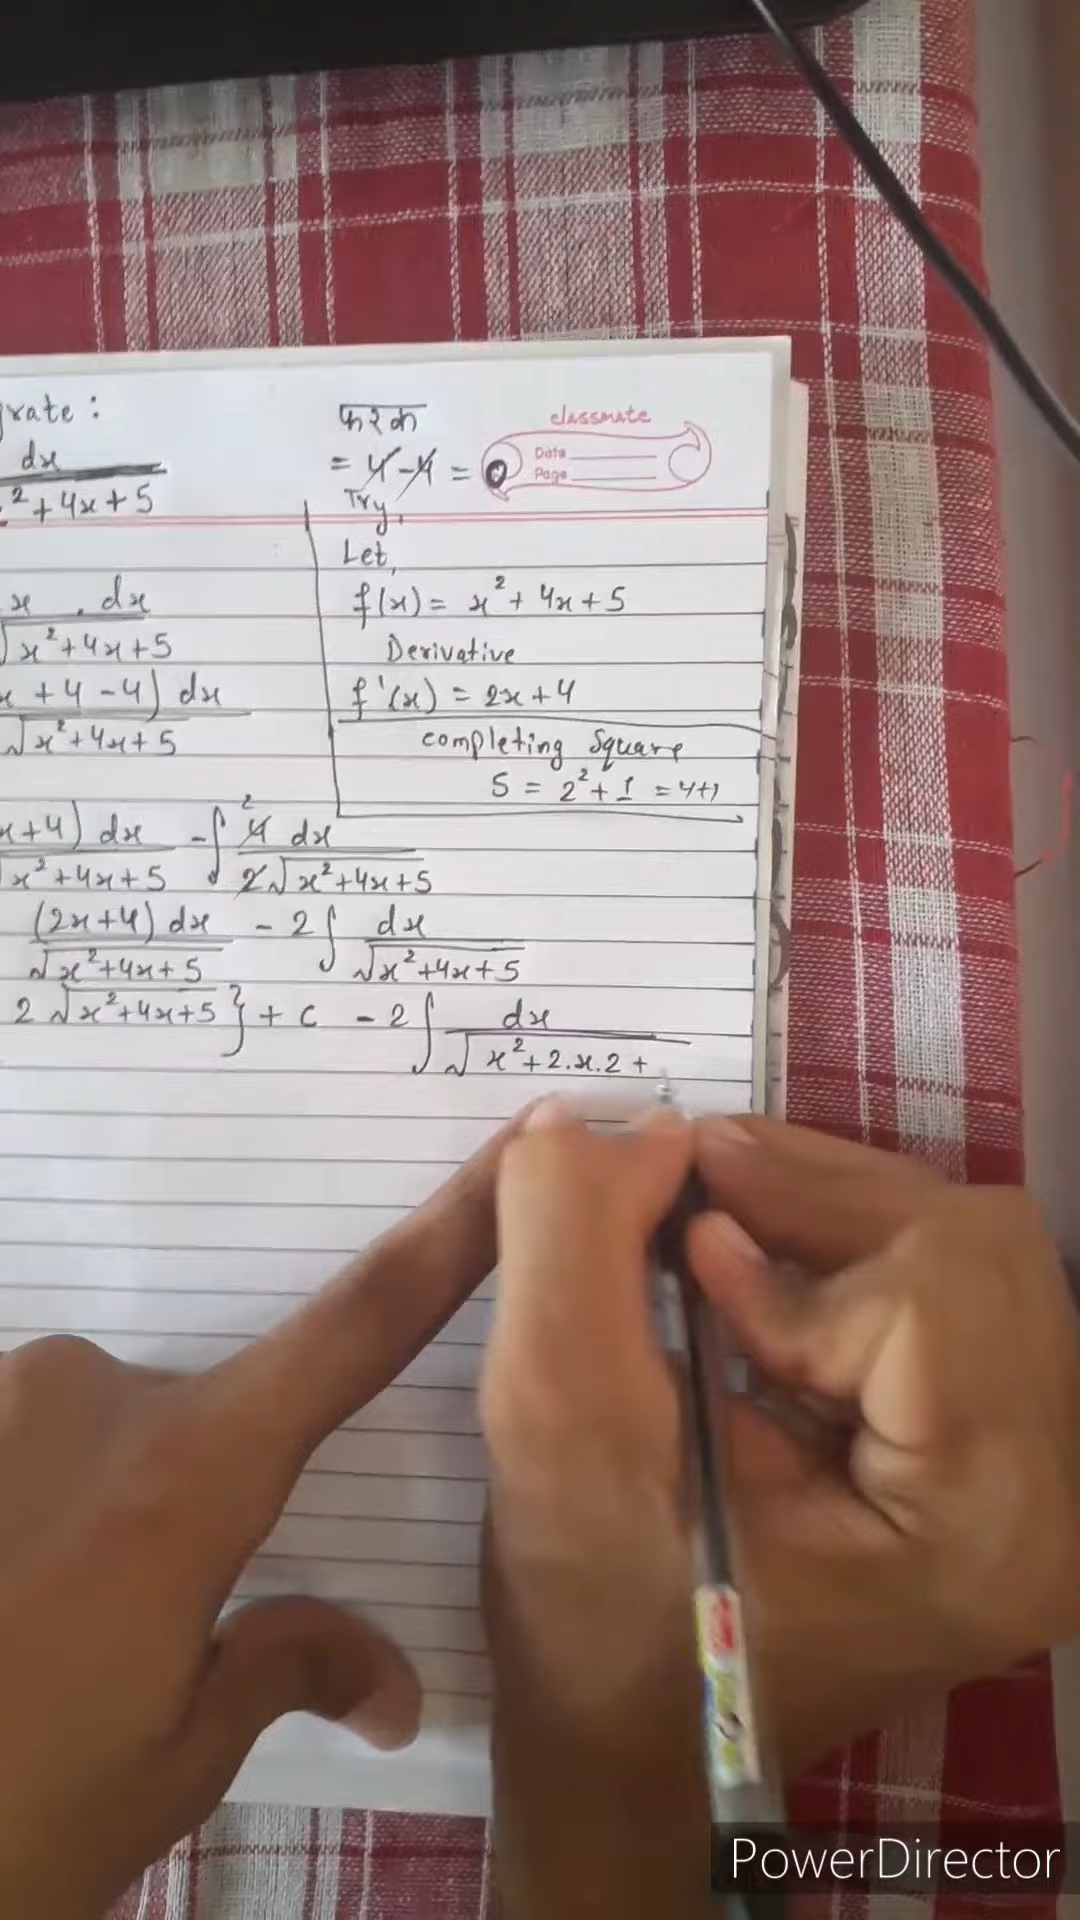 grate :
dx
x²+4x+5
फरक
= 4-4 = 0
classmate
Date
Page
Try,
Let,
f(x) = x²+4x+5
Derivative
f'(x) = 2x+4
completing Square
5 = 2²+1 = 4+1
x . dx
√x²+4x+5
x +4 -4) dx
√x²+4x+5
x+4) dx - ∫ 4 2 dx
x²+4x+5 2√x²+4x+5
(2x+4) dx - 2∫ dx
√x²+4x+5 √x²+4x+5
2√x²+4x+5} + c - 2∫ dx
√x²+2.x.2+
PowerDirector